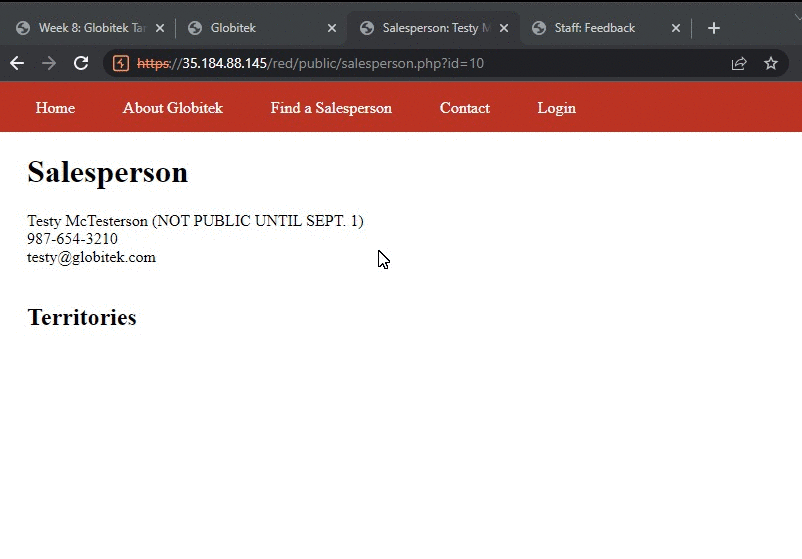 Week 8: Globitek Tar
Globitek
Salesperson: Testy M
Staff: Feedback
https://35.184.88.145/red/public/salesperson.php?id=10
Home About Globitek Find a Salesperson Contact Login
Salesperson
Testy McTesterson (NOT PUBLIC UNTIL SEPT. 1)
987-654-3210
testy@globitek.com
Territories